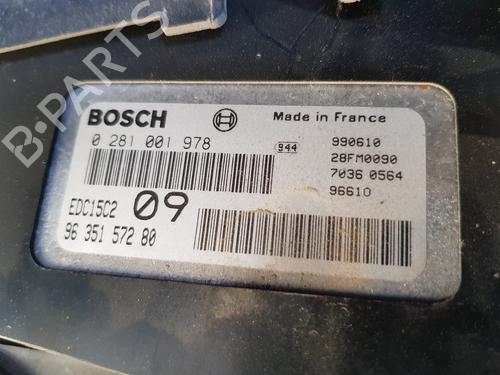 B-PARTS
BOSCH
Made in France
0 281 001 978
944
990610
28FM0090
7036 0564
96610
EDC15C2
09
96 351 572 80